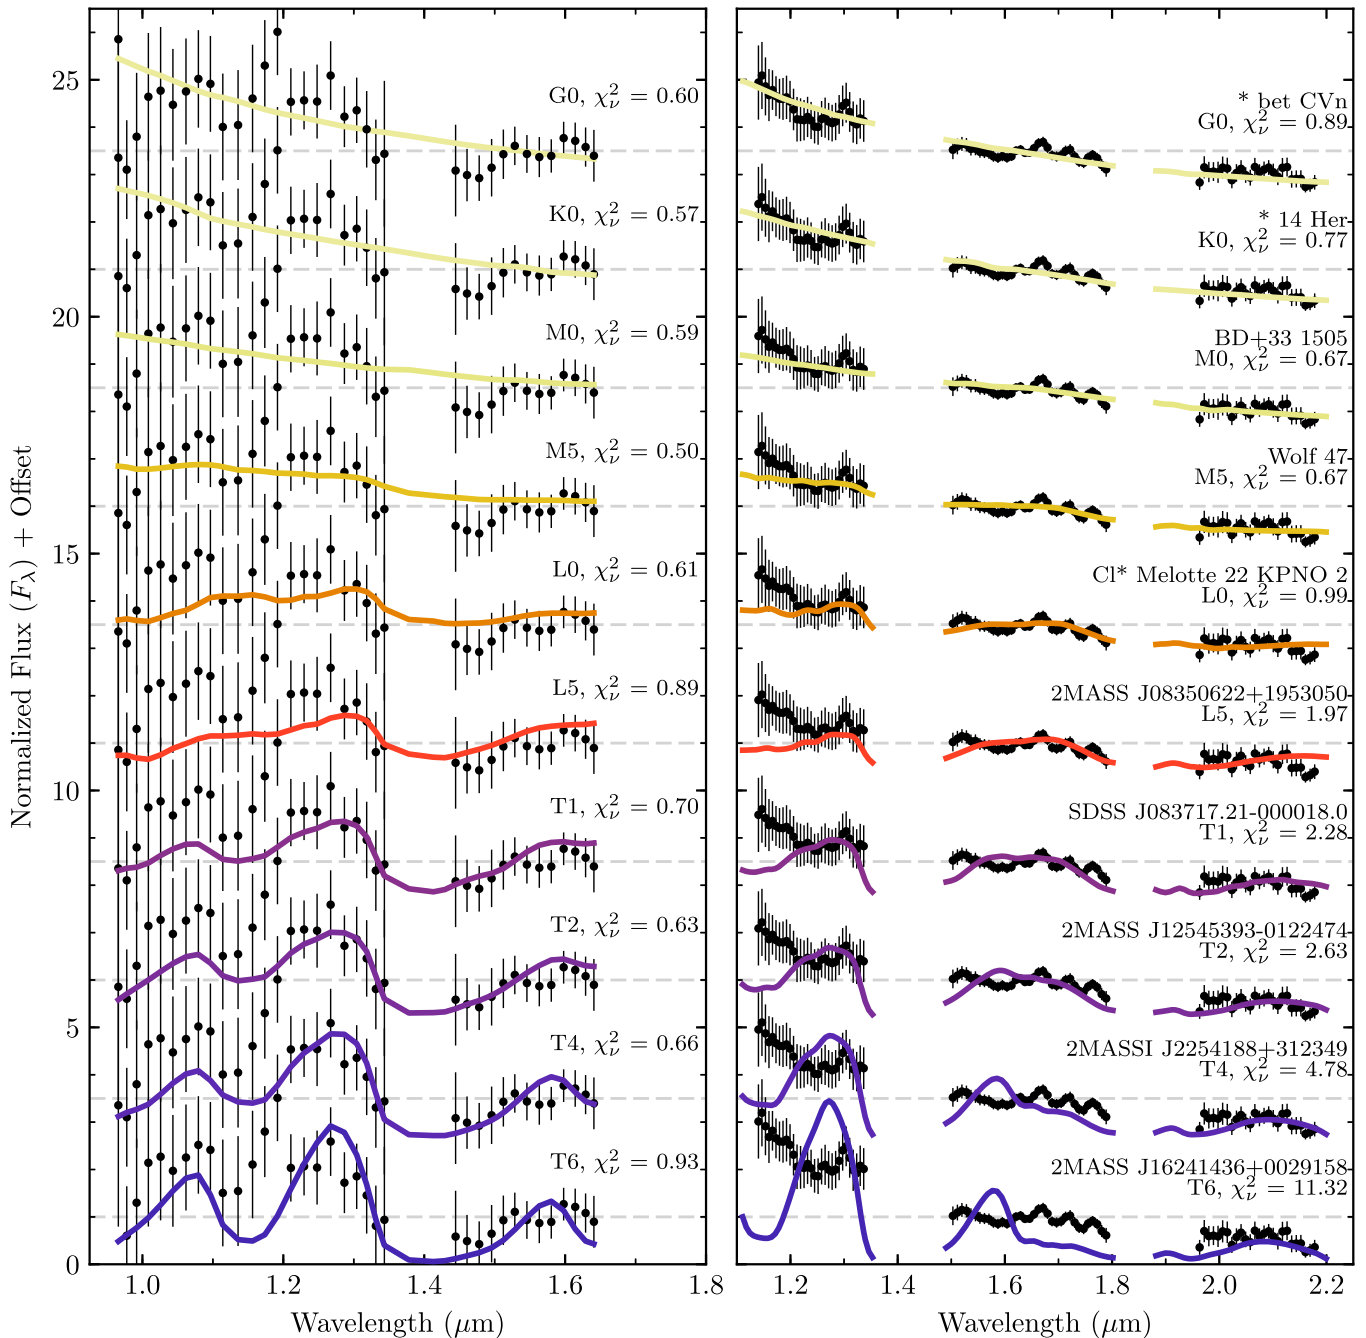 Normalized Flux (Fλ) + Offset
25
20
15
10
5
0
G0, χ²ν = 0.60
K0, χ²ν = 0.57
M0, χ²ν = 0.59
M5, χ²ν = 0.50
L0, χ²ν = 0.61
L5, χ²ν = 0.89
T1, χ²ν = 0.70
T2, χ²ν = 0.63
T4, χ²ν = 0.66
T6, χ²ν = 0.93
1.0 1.2 1.4 1.6 1.8
Wavelength (μm)
* bet CVn
G0, χ²ν = 0.89
* 14 Her
K0, χ²ν = 0.77
BD+33 1505
M0, χ²ν = 0.67
Wolf 47
M5, χ²ν = 0.67
Cl* Melotte 22 KPNO 2
L0, χ²ν = 0.99
2MASS J08350622+1953050
L5, χ²ν = 1.97
SDSS J083717.21-000018.0
T1, χ²ν = 2.28
2MASS J12545393-0122474
T2, χ²ν = 2.63
2MASSI J2254188+312349
T4, χ²ν = 4.78
2MASS J16241436+0029158
T6, χ²ν = 11.32
1.2 1.4 1.6 1.8 2.0 2.2
Wavelength (μm)